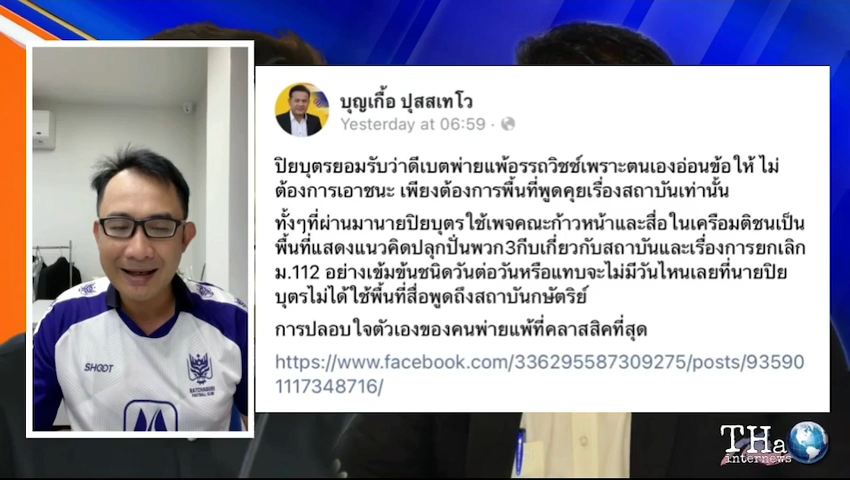 บุญเกื้อ ปุสสเทโว
Yesterday at 06:59 ·
ปิยบุตรยอมรับว่าดีเบตพ่ายแพ้อรรถวิชช์เพราะตนเองอ่อนข้อให้ ไม่
ต้องการเอาชนะ เพียงต้องการพื้นที่พูดคุยเรื่องสถาบันเท่านั้น
ทั้งๆที่ผ่านมานายปิยบุตรใช้เพจคณะก้าวหน้าและสื่อในเครือมติชนเป็น
พื้นที่แสดงแนวคิดปลุกปั่นพวก3กีบเกี่ยวกับสถาบันและเรื่องการยกเลิก
ม.112 อย่างเข้มข้นชนิดวันต่อวันหรือแทบจะไม่มีวันไหนเลยที่นายปิย
บุตรไม่ได้ใช้พื้นที่สื่อพูดถึงสถาบันกษัตริย์
การปลอบใจตัวเองของคนพ่ายแพ้ที่คลาสสิคที่สุด
https://www.facebook.com/336295587309275/posts/93590
1117348716/
SHOOT
RATCHABURI
FOOTBALL CLUB
THa
internews